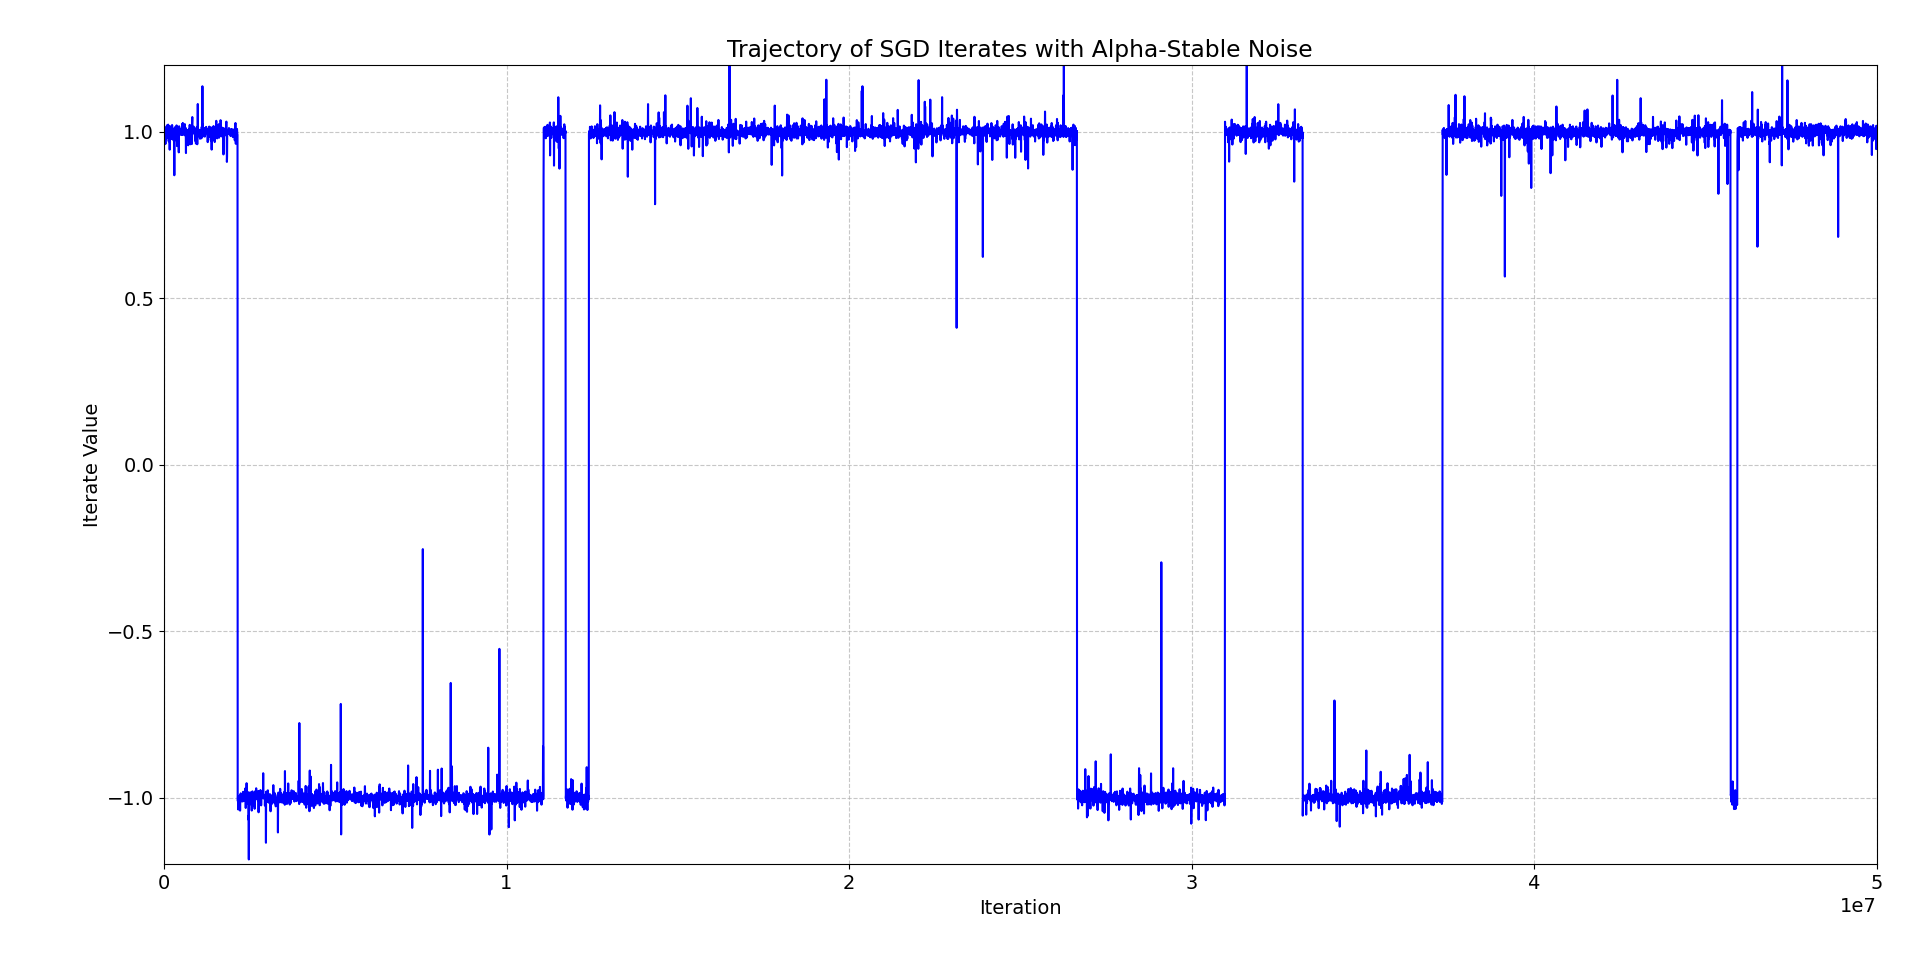 Trajectory of SGD Iterates with Alpha-Stable Noise
Iterate Value
1.0
0.5
0.0
−0.5
−1.0
0 1 2 3 4 5
Iteration
1e7